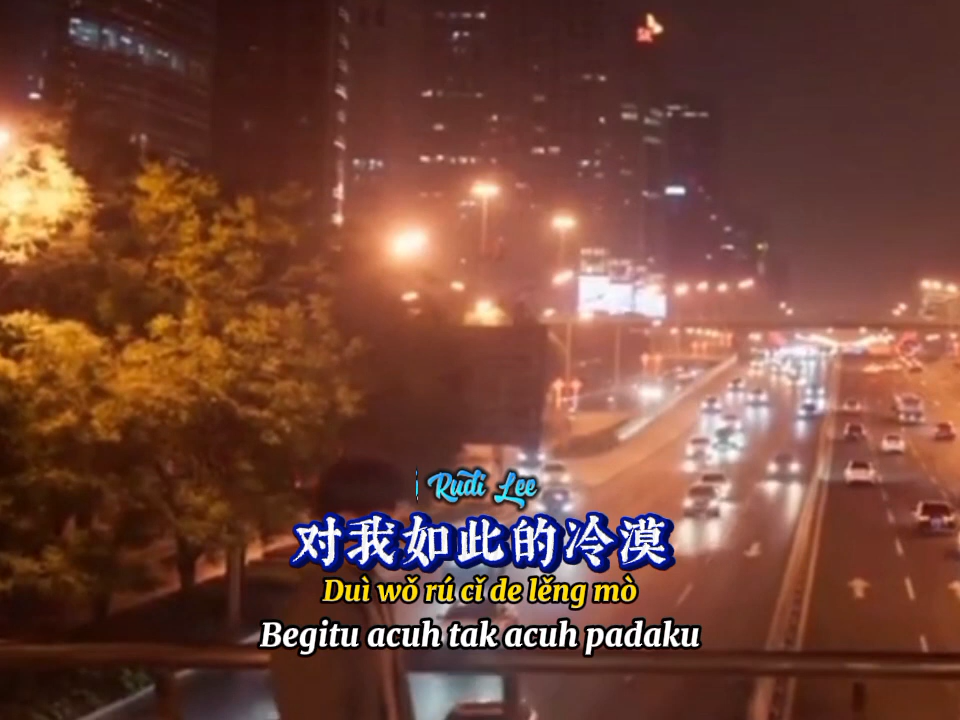 Rudi Lee
对我如此的冷漠
Duì wǒ rú cǐ de lěng mò
Begitu acuh tak acuh padaku